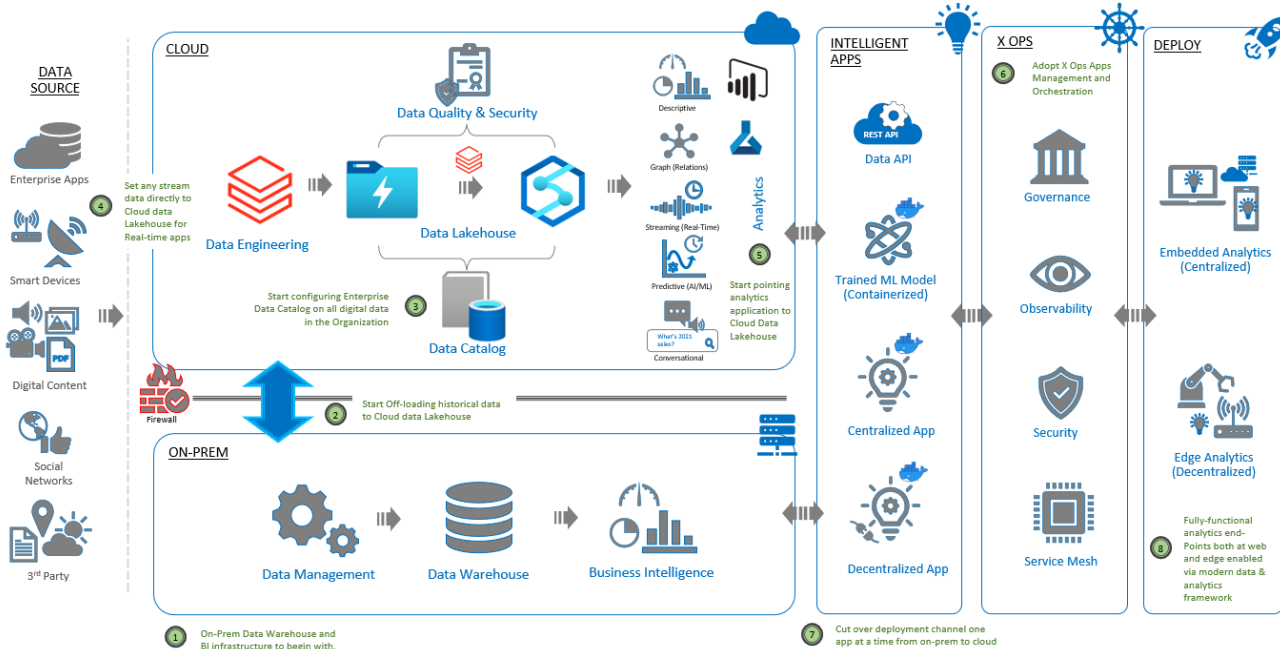 DATA
SOURCE
Enterprise Apps
Smart Devices
PDF
Digital Content
Social
Networks
3rd Party
4
Set any stream
data directly to
Cloud data
Lakehouse for
Real-time apps
CLOUD
Data Quality & Security
Data Engineering
Data Lakehouse
3
Start configuring Enterprise
Data Catalog on all digital data
in the Organization
Data Catalog
Descriptive
Graph (Relations)
Streaming (Real-Time)
Predictive (AI/ML)
What's 2021
sales?
Conversational
Analytics
5
Start pointing
analytics
application to
Cloud Data
Lakehouse
Firewall
2
Start Off-loading historical data
to Cloud data Lakehouse
ON-PREM
Data Management
Data Warehouse
Business Intelligence
1
On-Prem Data Warehouse and
BI infrastructure to begin with.
INTELLIGENT
APPS
REST API
Data API
Trained ML Model
(Containerized)
Centralized App
Decentralized App
7
Cut over deployment channel one
app at a time from on-prem to cloud
X OPS
6
Adopt X Ops Apps
Management and
Orchestration
Governance
Observability
Security
Service Mesh
DEPLOY
Embedded Analytics
(Centralized)
Edge Analytics
(Decentralized)
8
Fully-functional
analytics end-
Points both at web
and edge enabled
via modern data &
analytics
framework